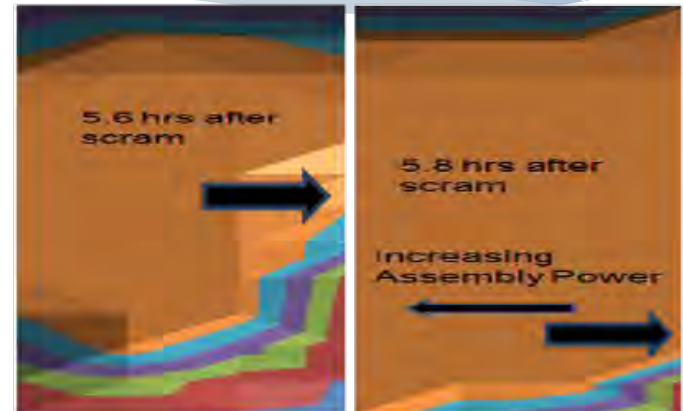 5.6 hrs after
scram
5.8 hrs after
scram
Increasing
Assembly Power